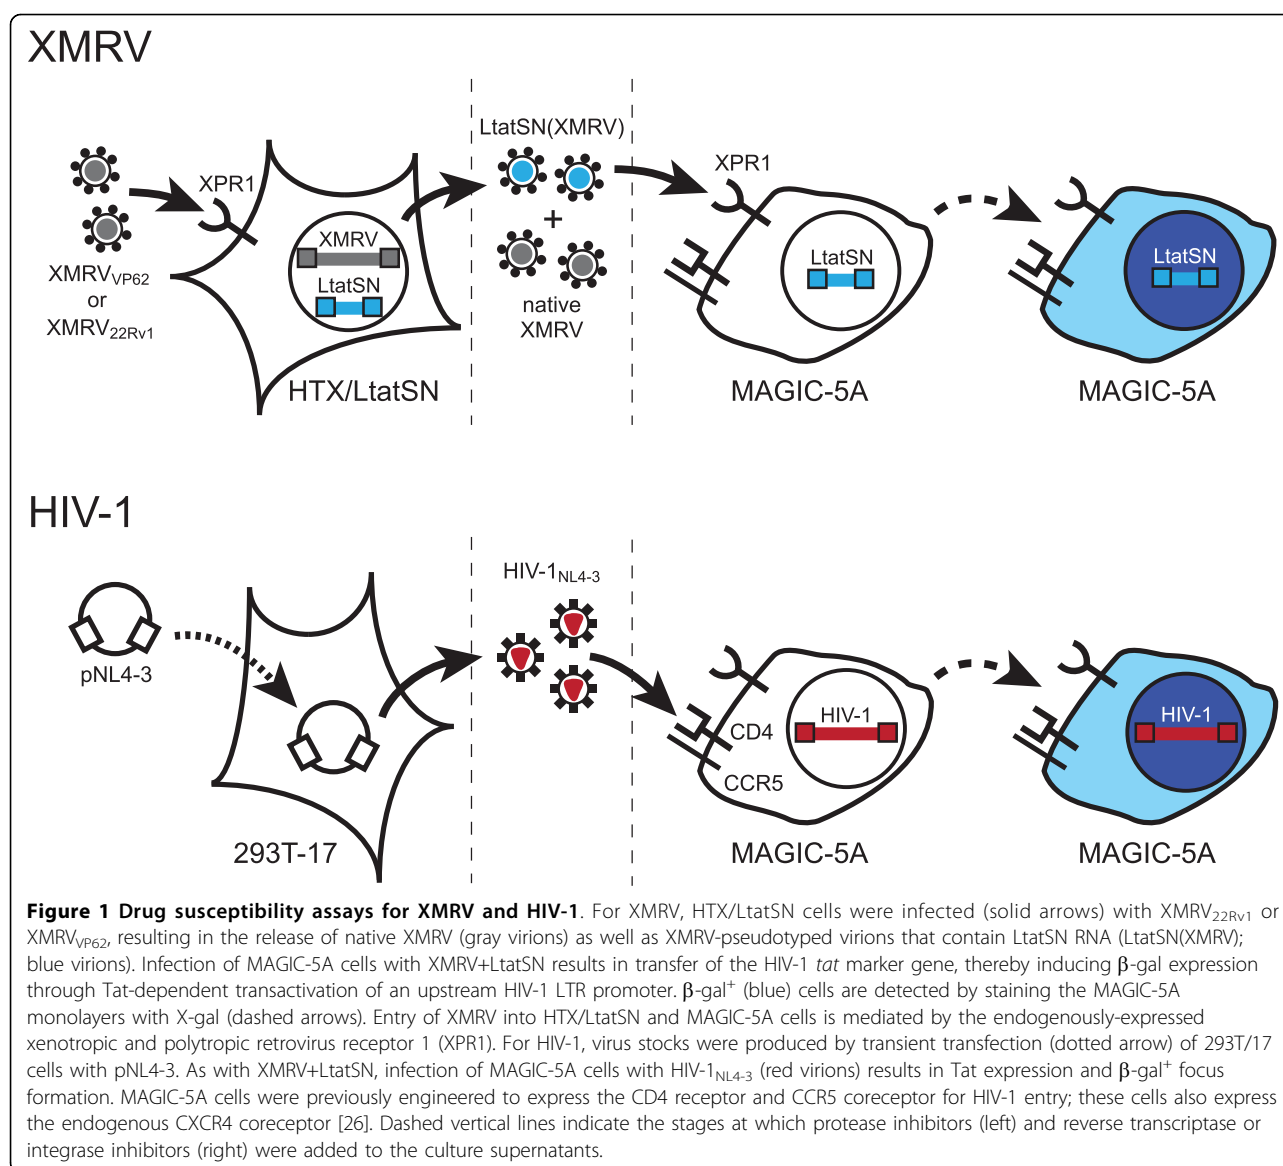 XMRV
LtatSN(XMRV)
XPR1
XPR1
XMRV
LtatSN
LtatSN
LtatSN
+
XMRVVP62
or
XMRV22Rv1
native
XMRV
HTX/LtatSN
MAGIC-5A
MAGIC-5A
HIV-1
HIV-1NL4-3
pNL4-3
HIV-1
HIV-1
CD4
CCR5
293T-17
MAGIC-5A
MAGIC-5A
Figure 1 Drug susceptibility assays for XMRV and HIV-1. For XMRV, HTX/LtatSN cells were infected (solid arrows) with XMRV22Rv1 or
XMRVVP62, resulting in the release of native XMRV (gray virions) as well as XMRV-pseudotyped virions that contain LtatSN RNA (LtatSN(XMRV);
blue virions). Infection of MAGIC-5A cells with XMRV+LtatSN results in transfer of the HIV-1 tat marker gene, thereby inducing β-gal expression
through Tat-dependent transactivation of an upstream HIV-1 LTR promoter. β-gal+ (blue) cells are detected by staining the MAGIC-5A
monolayers with X-gal (dashed arrows). Entry of XMRV into HTX/LtatSN and MAGIC-5A cells is mediated by the endogenously-expressed
xenotropic and polytropic retrovirus receptor 1 (XPR1). For HIV-1, virus stocks were produced by transient transfection (dotted arrow) of 293T/17
cells with pNL4-3. As with XMRV+LtatSN, infection of MAGIC-5A cells with HIV-1NL4-3 (red virions) results in Tat expression and β-gal+ focus
formation. MAGIC-5A cells were previously engineered to express the CD4 receptor and CCR5 coreceptor for HIV-1 entry; these cells also express
the endogenous CXCR4 coreceptor [26]. Dashed vertical lines indicate the stages at which protease inhibitors (left) and reverse transcriptase or
integrase inhibitors (right) were added to the culture supernatants.